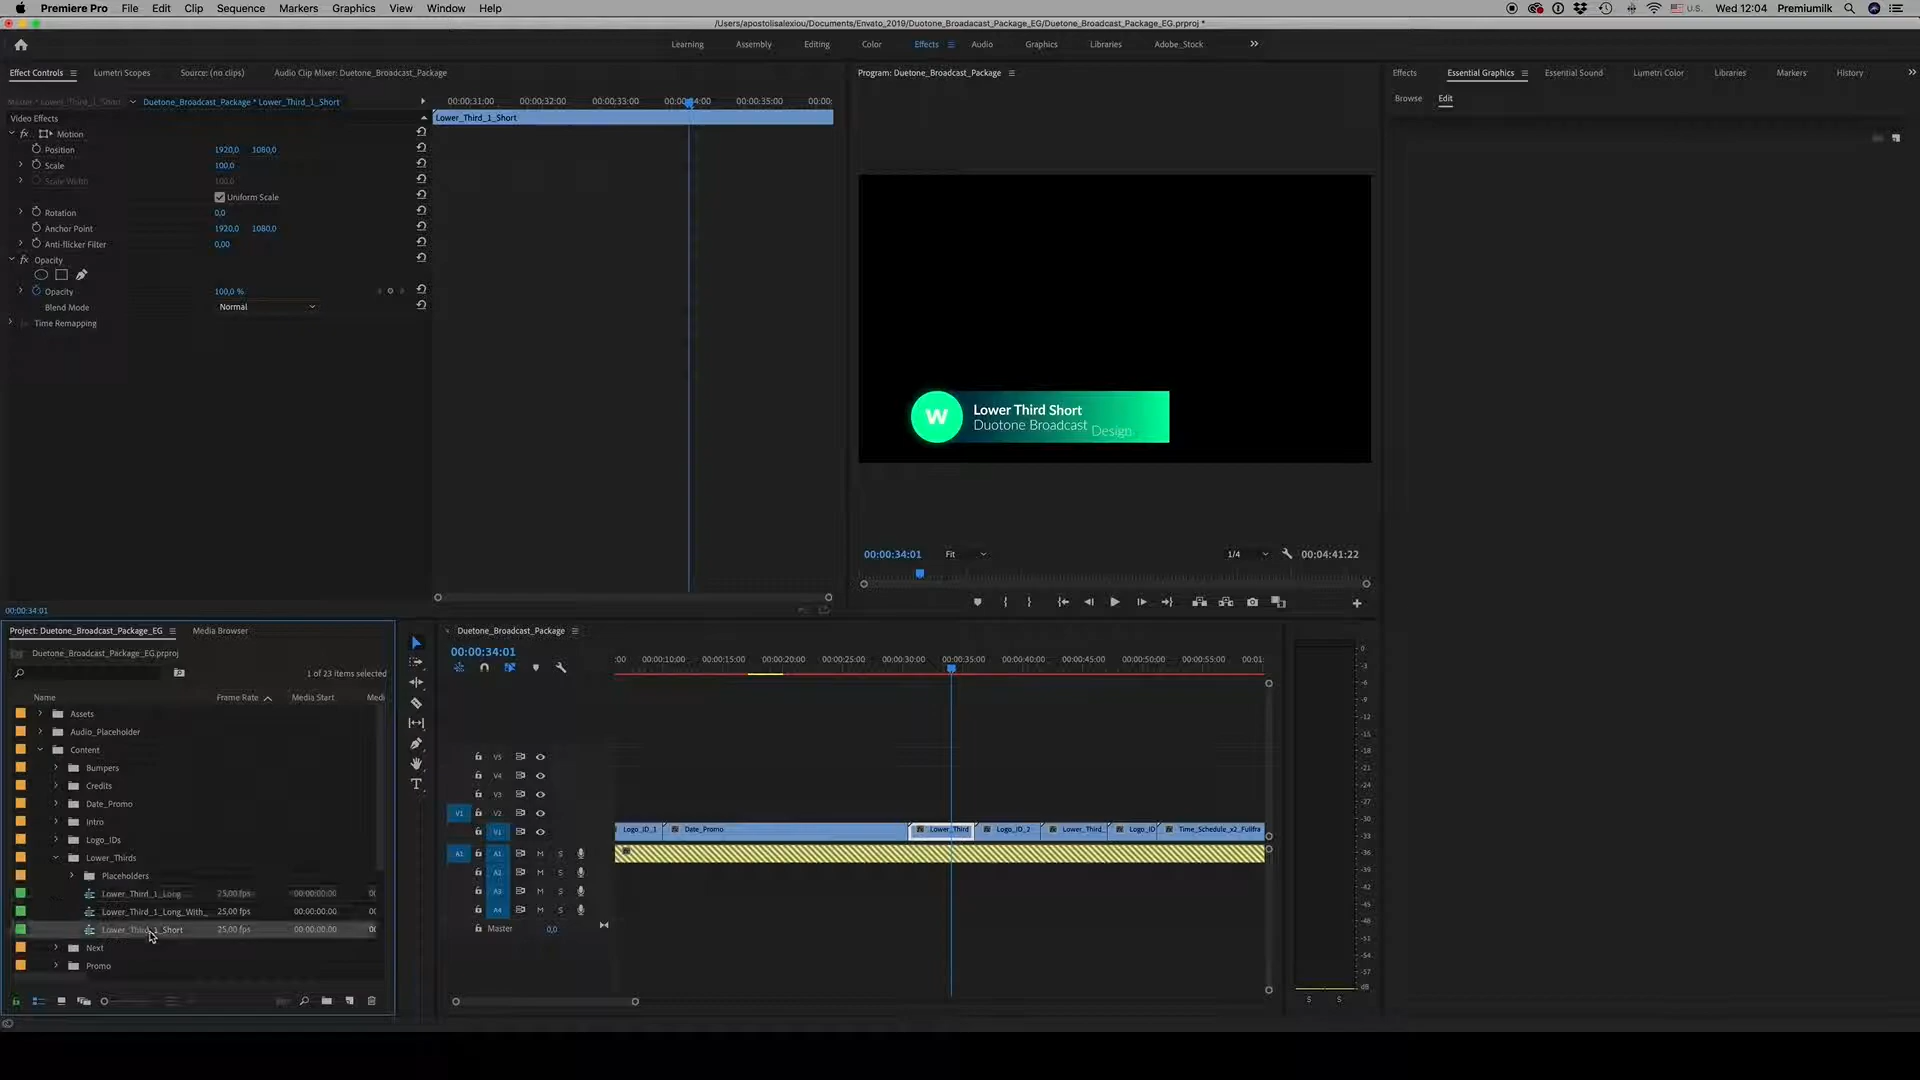 Premiere Pro File Edit Clip Sequence Markers Graphics View Window Help U.S. Wed 12:04 Premiumilk
/Users/apostolisalexiou/Documents/Envato_2019/Duotone_Broadacast_Package_EG/Duetone_Broadcast_Package_EG.prproj *
Learning Assembly Editing Color Effects Audio Graphics Libraries Adobe_Stock
Effect Controls Lumetri Scopes Source: (no clips) Audio Clip Mixer: Duetone_Broadcast_Package
Program: Duetone_Broadcast_Package
Effects Essential Graphics Essential Sound Lumetri Color Libraries Markers History
Browse Edit
Master * Lower_Third_1_Short Duetone_Broadcast_Package * Lower_Third_1_Short
00:00:31:00 00:00:32:00 00:00:33:00 00:00:34:00 00:00:35:00 00:00:
Video Effects
Lower_Third_1_Short
fx Motion
Position 1920,0 1080,0
Scale 100,0
Scale Width 100,0
Uniform Scale
Rotation 0,0
Anchor Point 1920,0 1080,0
Anti-flicker Filter 0,00
fx Opacity
Opacity 100,0 %
Blend Mode Normal
Time Remapping
W
Lower Third Short
Duotone Broadcast Design
00:00:34:01 Fit 1/4 00:04:41:22
00:00:34:01
Project: Duetone_Broadcast_Package_EG Media Browser
Duetone_Broadcast_Package_EG.prproj
1 of 23 items selected
Name Frame Rate Media Start Medi
Assets
Audio_Placeholder
Content
Bumpers
Credits
Date_Promo
Intro
Logo_IDs
Lower_Thirds
Placeholders
Lower_Third_1_Long 25,00 fps 00:00:00:00 00
Lower_Third_1_Long_With_ 25,00 fps 00:00:00:00 00
Lower_Third_1_Short 25,00 fps 00:00:00:00 00
Next
Promo
× Duetone_Broadcast_Package
00:00:34:01
:00 00:00:10:00 00:00:15:00 00:00:20:00 00:00:25:00 00:00:30:00 00:00:35:00 00:00:40:00 00:00:45:00 00:00:50:00 00:00:55:00 00:01:
V5
V4
V3
V1 V2
V1
Logo_ID_1 Date_Promo Lower_Third Logo_ID_2 Lower_Third_ Logo_ID Time_Schedule_x2_Fullfra
A1 A1 M S
A2 M S
A3 M S
A4 M S
Master 0,0
0
-3
-6
-9
-12
-15
-18
-21
-24
-27
-30
-33
-36
-39
-42
-45
-48
-51
-54
-57
dB
S S